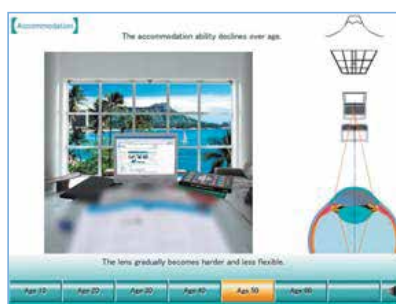 [Accommodation]
The accommodation ability declines over age.
The lens gradually becomes harder and less flexible.
Age 10 Age 20 Age 30 Age 40 Age 50 Age 60